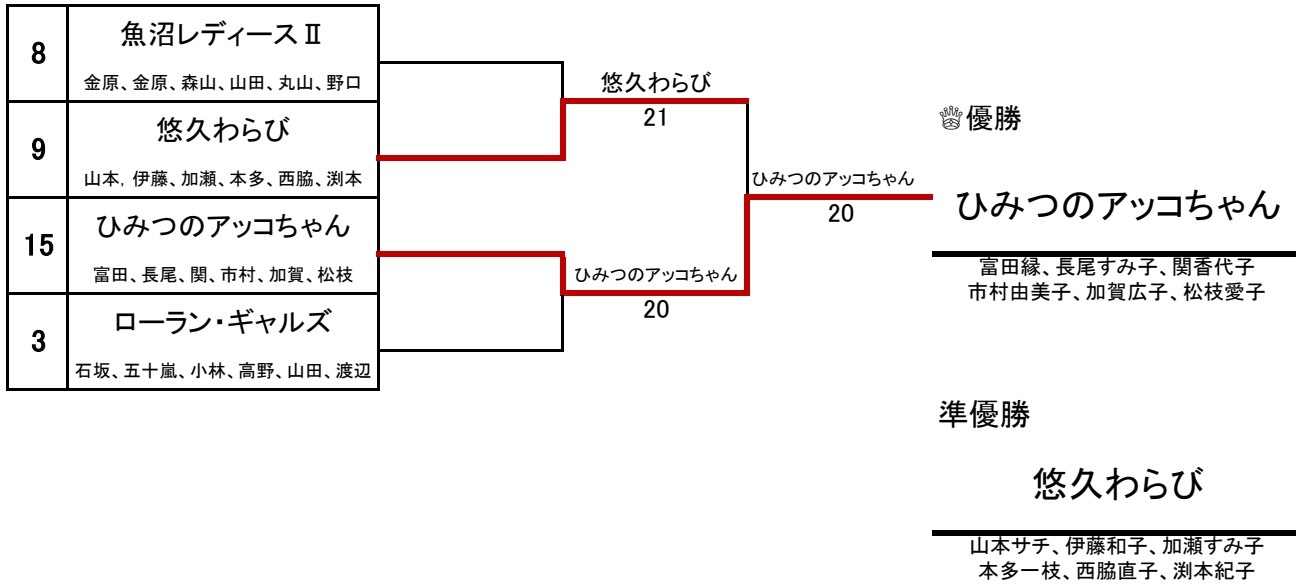 8
魚沼レディースⅡ
金原、金原、森山、山田、丸山、野口
9
悠久わらび
山本, 伊藤、加瀬、本多、西脇、渕本
15
ひみつのアッコちゃん
富田、長尾、関、市村、加賀、松枝
3
ローラン・ギャルズ
石坂、五十嵐、小林、高野、山田、渡辺
悠久わらび
21
ひみつのアッコちゃん
20
ひみつのアッコちゃん
20
♕優勝
ひみつのアッコちゃん
富田縁、長尾すみ子、関香代子
市村由美子、加賀広子、松枝愛子
準優勝
悠久わらび
山本サチ、伊藤和子、加瀬すみ子
本多一枝、西脇直子、渕本紀子